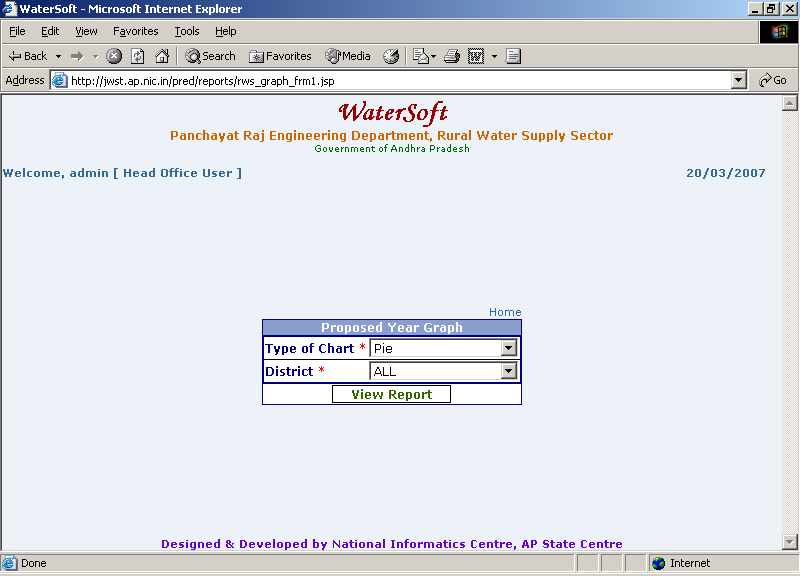 WaterSoft - Microsoft Internet Explorer
File Edit View Favorites Tools Help
Back Search Favorites Media
Address http://jwst.ap.nic.in/pred/reports/rws_graph_frm1.jsp Go
WaterSoft
Panchayat Raj Engineering Department, Rural Water Supply Sector
Government of Andhra Pradesh
Welcome, admin [ Head Office User ] 20/03/2007
Home
Proposed Year Graph
Type of Chart * Pie
District * ALL
View Report
Designed & Developed by National Informatics Centre, AP State Centre
Done Internet